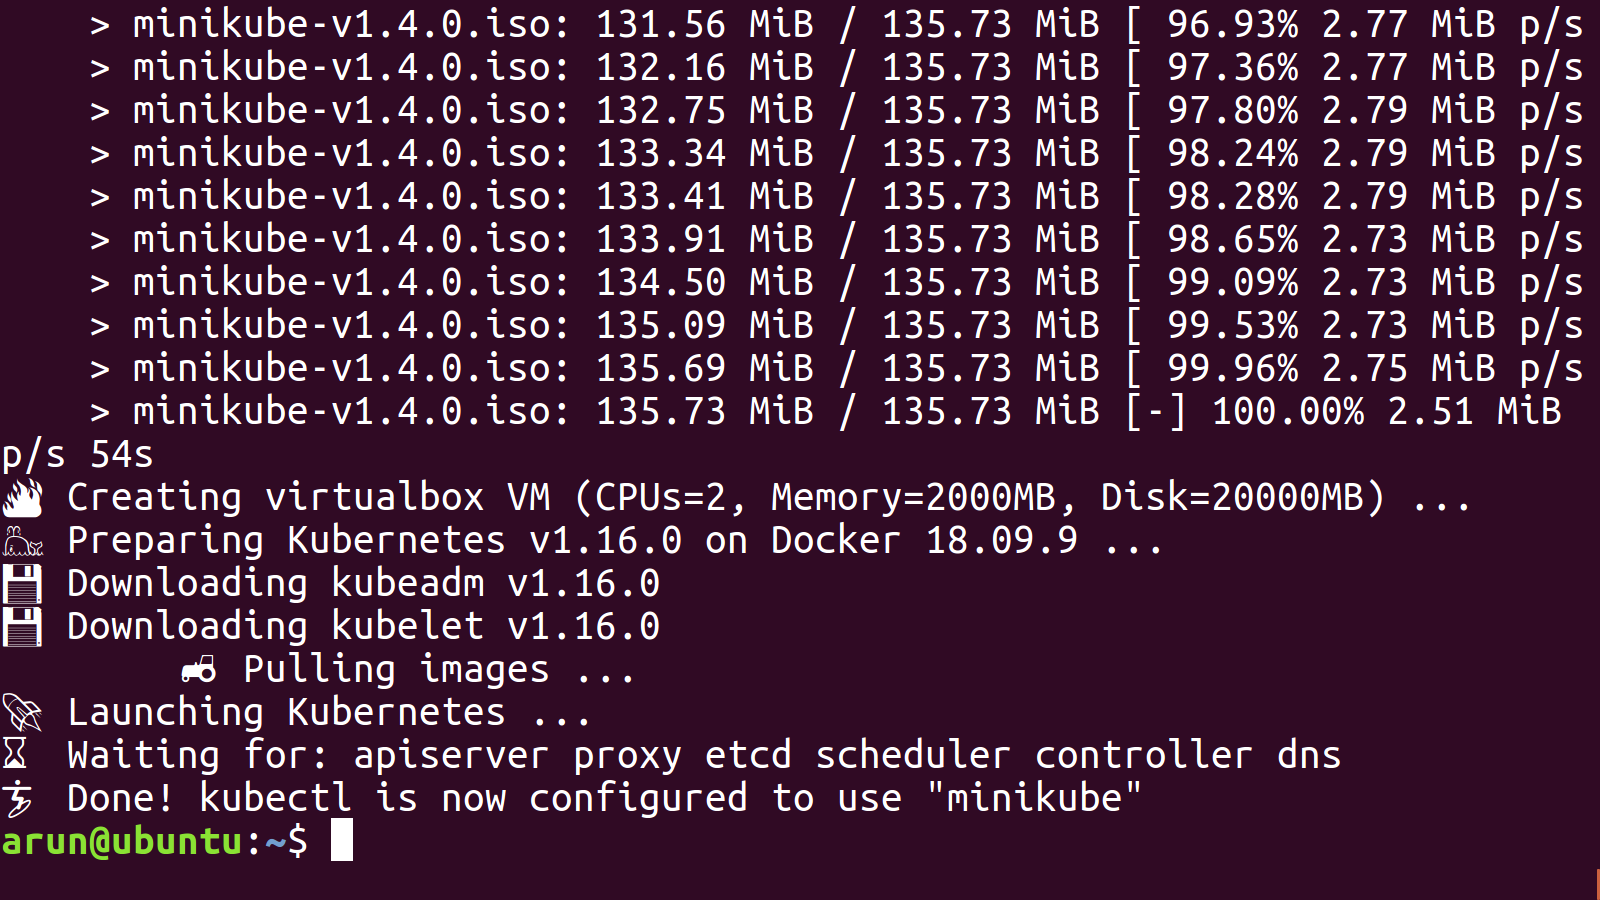 > minikube-v1.4.0.iso: 131.56 MiB / 135.73 MiB [ 96.93% 2.77 MiB p/s
> minikube-v1.4.0.iso: 132.16 MiB / 135.73 MiB [ 97.36% 2.77 MiB p/s
> minikube-v1.4.0.iso: 132.75 MiB / 135.73 MiB [ 97.80% 2.79 MiB p/s
> minikube-v1.4.0.iso: 133.34 MiB / 135.73 MiB [ 98.24% 2.79 MiB p/s
> minikube-v1.4.0.iso: 133.41 MiB / 135.73 MiB [ 98.28% 2.79 MiB p/s
> minikube-v1.4.0.iso: 133.91 MiB / 135.73 MiB [ 98.65% 2.73 MiB p/s
> minikube-v1.4.0.iso: 134.50 MiB / 135.73 MiB [ 99.09% 2.73 MiB p/s
> minikube-v1.4.0.iso: 135.09 MiB / 135.73 MiB [ 99.53% 2.73 MiB p/s
> minikube-v1.4.0.iso: 135.69 MiB / 135.73 MiB [ 99.96% 2.75 MiB p/s
> minikube-v1.4.0.iso: 135.73 MiB / 135.73 MiB [-] 100.00% 2.51 MiB
p/s 54s
🔥 Creating virtualbox VM (CPUs=2, Memory=2000MB, Disk=20000MB) ...
🐳 Preparing Kubernetes v1.16.0 on Docker 18.09.9 ...
💾 Downloading kubeadm v1.16.0
💾 Downloading kubelet v1.16.0
🚜 Pulling images ...
🚀 Launching Kubernetes ...
⌛ Waiting for: apiserver proxy etcd scheduler controller dns
🏄 Done! kubectl is now configured to use "minikube"
arun@ubuntu:~$